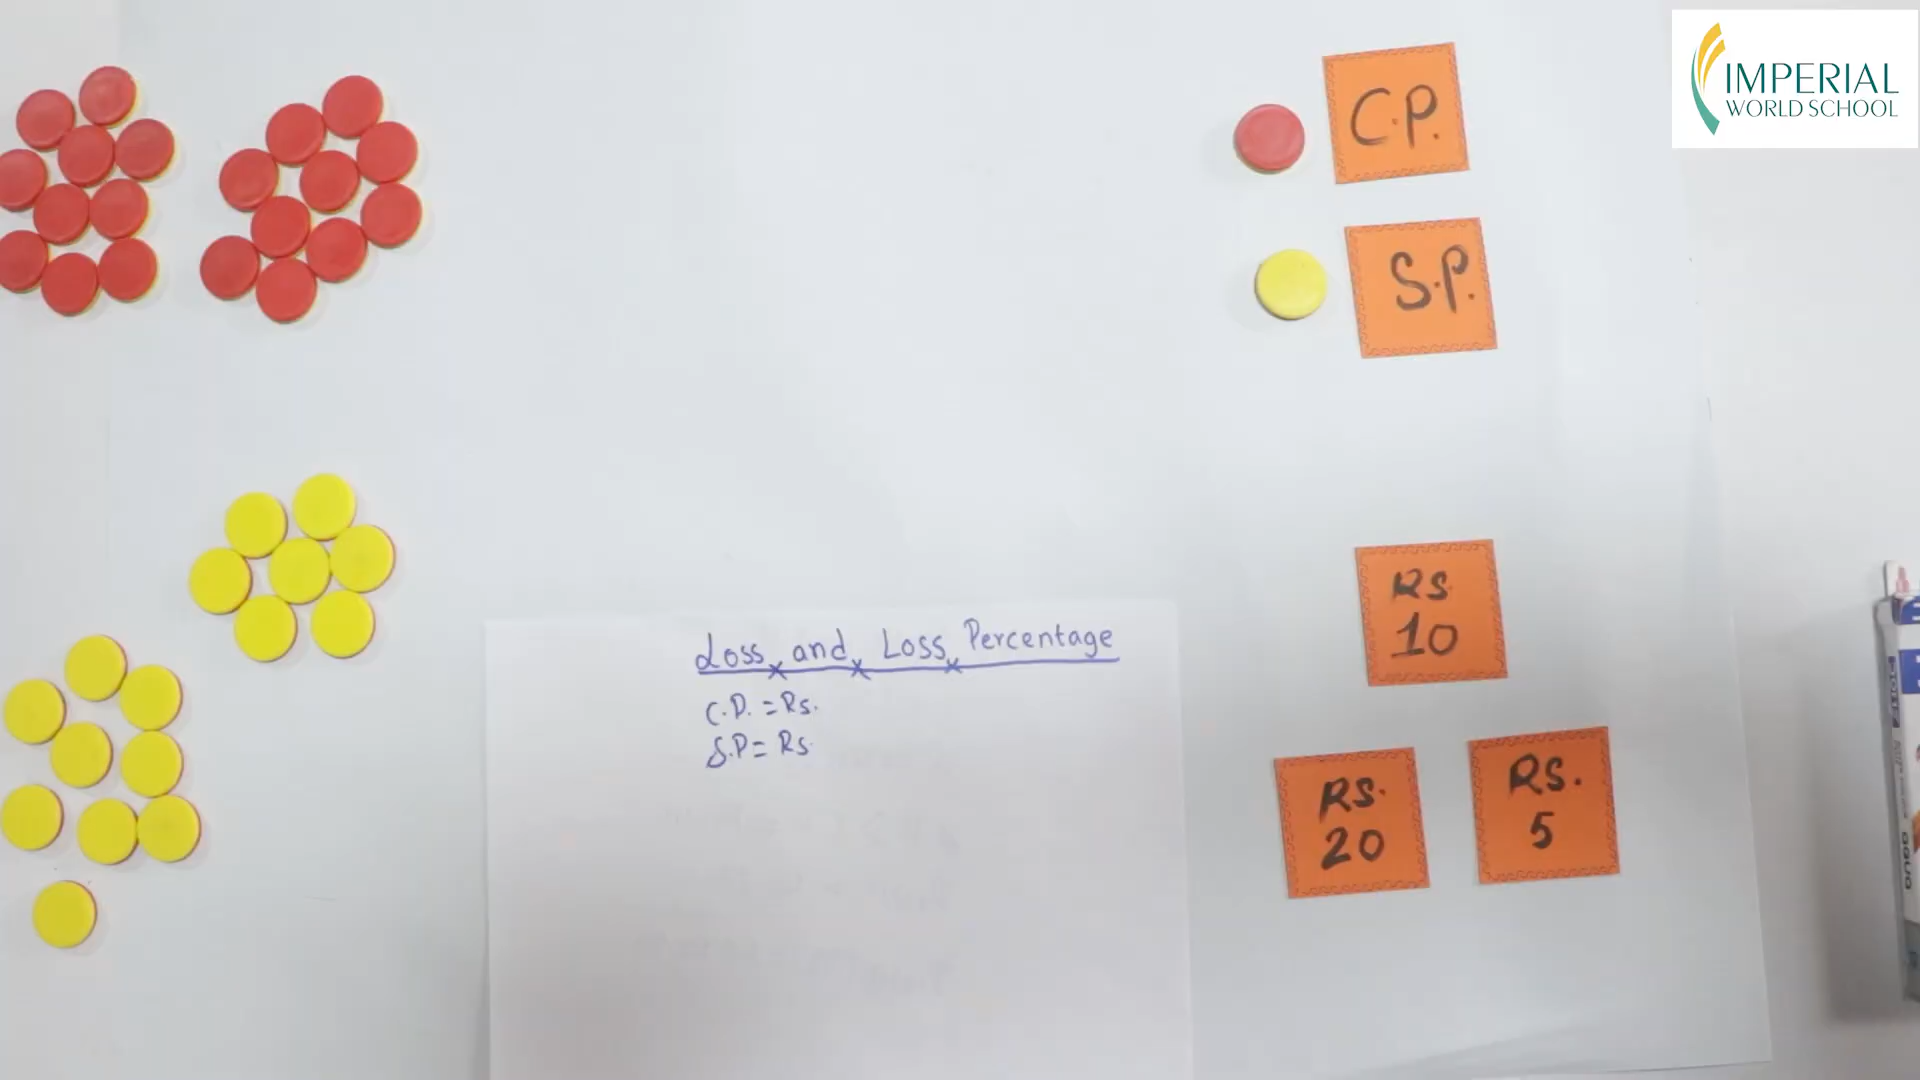 IMPERIAL
WORLD SCHOOL
C.P.
S.P.
Loss and Loss Percentage
C.P. = Rs.
S.P = Rs.
RS
10
RS.
20
RS.
5